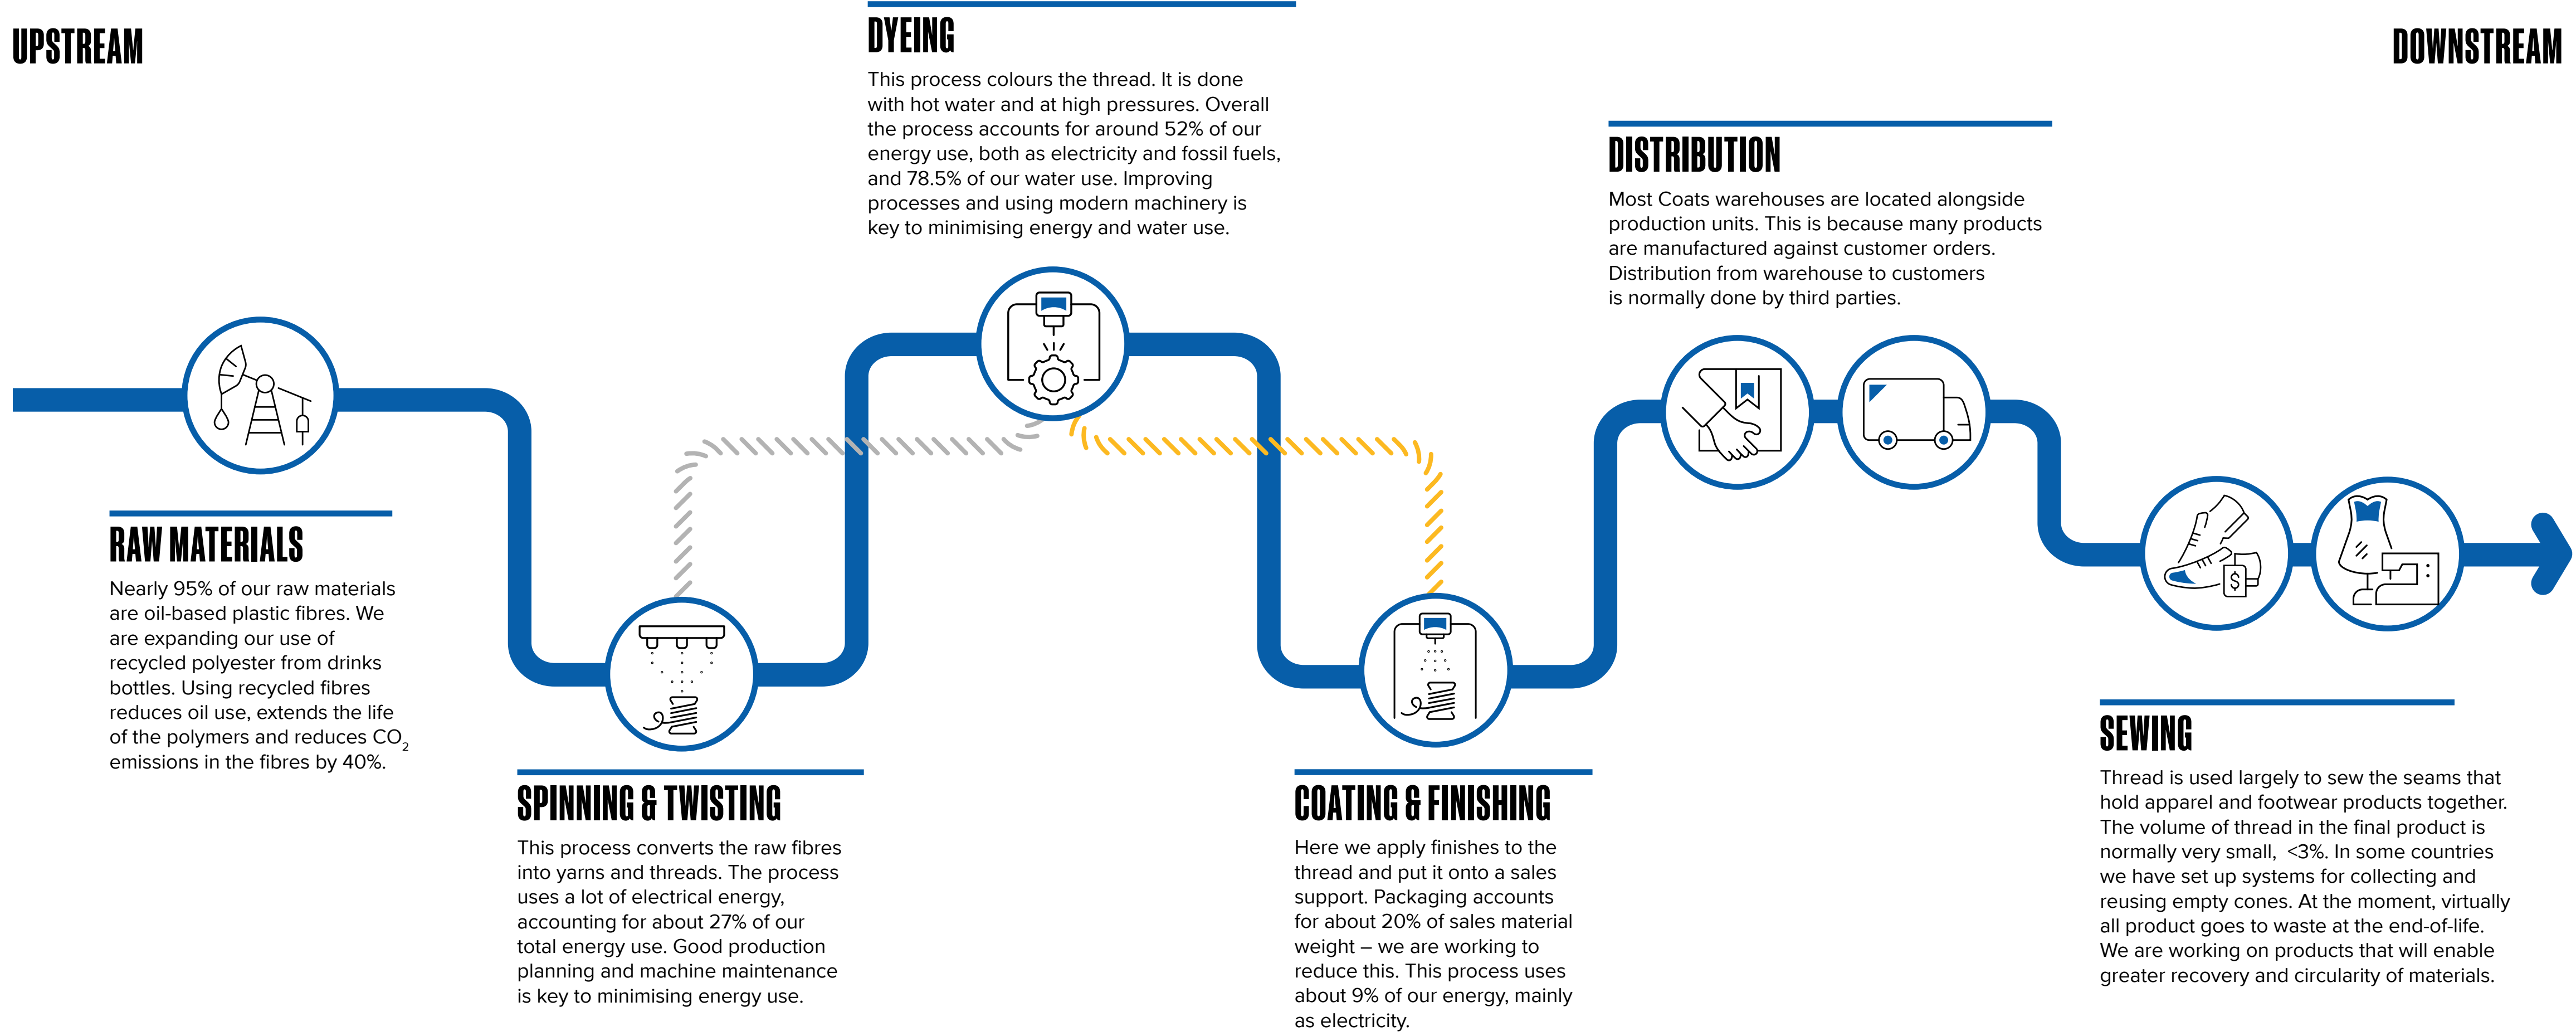 UPSTREAM
DOWNSTREAM
RAW MATERIALS
Nearly 95% of our raw materials
are oil-based plastic fibres. We
are expanding our use of
recycled polyester from drinks
bottles. Using recycled fibres
reduces oil use, extends the life
of the polymers and reduces CO₂
emissions in the fibres by 40%.
SPINNING & TWISTING
This process converts the raw fibres
into yarns and threads. The process
uses a lot of electrical energy,
accounting for about 27% of our
total energy use. Good production
planning and machine maintenance
is key to minimising energy use.
DYEING
This process colours the thread. It is done
with hot water and at high pressures. Overall
the process accounts for around 52% of our
energy use, both as electricity and fossil fuels,
and 78.5% of our water use. Improving
processes and using modern machinery is
key to minimising energy and water use.
COATING & FINISHING
Here we apply finishes to the
thread and put it onto a sales
support. Packaging accounts
for about 20% of sales material
weight – we are working to
reduce this. This process uses
about 9% of our energy, mainly
as electricity.
DISTRIBUTION
Most Coats warehouses are located alongside
production units. This is because many products
are manufactured against customer orders.
Distribution from warehouse to customers
is normally done by third parties.
$
SEWING
Thread is used largely to sew the seams that
hold apparel and footwear products together.
The volume of thread in the final product is
normally very small, <3%. In some countries
we have set up systems for collecting and
reusing empty cones. At the moment, virtually
all product goes to waste at the end-of-life.
We are working on products that will enable
greater recovery and circularity of materials.